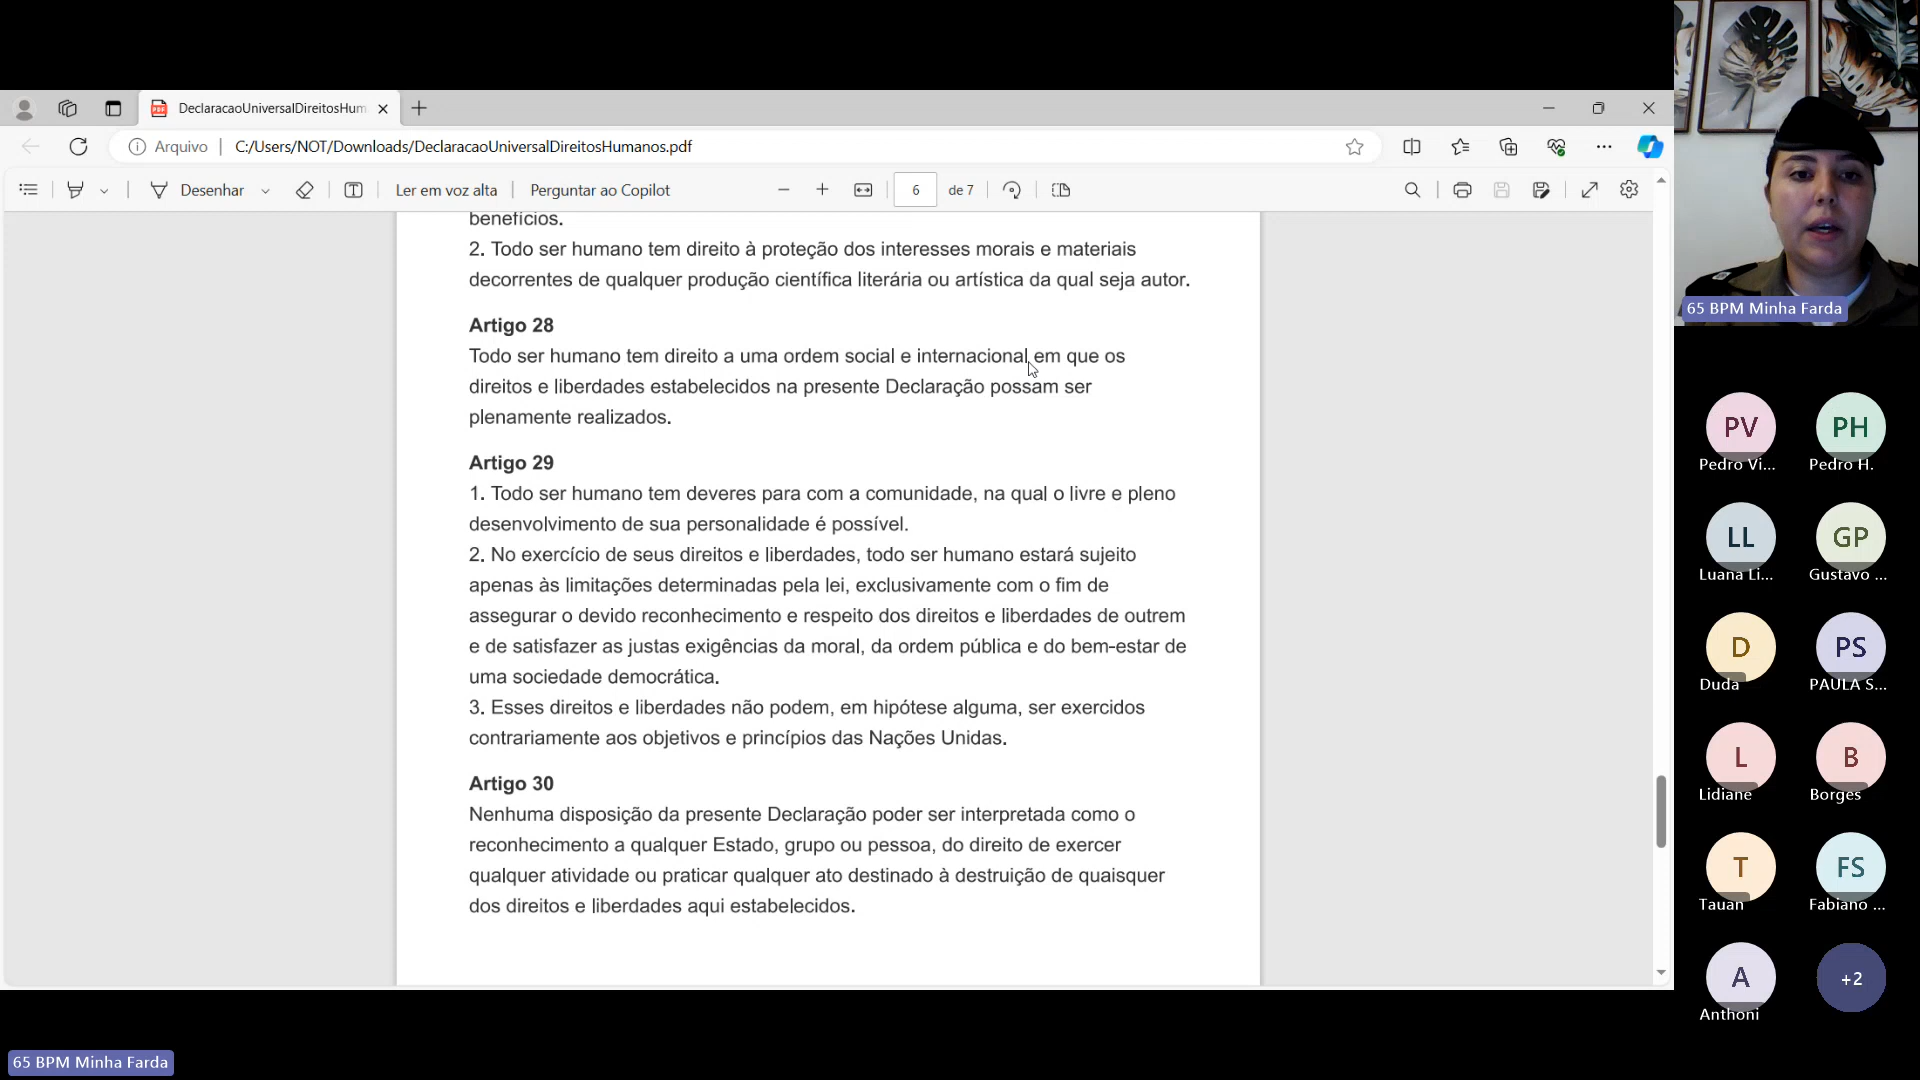 DeclaracaoUniversalDireitosHum
Arquivo
C:/Users/NOT/Downloads/DeclaracaoUniversalDireitosHumanos.pdf
Desenhar
Ler em voz alta
Perguntar ao Copilot
6
de 7
benefícios.
2. Todo ser humano tem direito à proteção dos interesses morais e materiais
decorrentes de qualquer produção científica literária ou artística da qual seja autor.
Artigo 28
Todo ser humano tem direito a uma ordem social e internacional em que os
direitos e liberdades estabelecidos na presente Declaração possam ser
plenamente realizados.
Artigo 29
1. Todo ser humano tem deveres para com a comunidade, na qual o livre e pleno
desenvolvimento de sua personalidade é possível.
2. No exercício de seus direitos e liberdades, todo ser humano estará sujeito
apenas às limitações determinadas pela lei, exclusivamente com o fim de
assegurar o devido reconhecimento e respeito dos direitos e liberdades de outrem
e de satisfazer as justas exigências da moral, da ordem pública e do bem-estar de
uma sociedade democrática.
3. Esses direitos e liberdades não podem, em hipótese alguma, ser exercidos
contrariamente aos objetivos e princípios das Nações Unidas.
Artigo 30
Nenhuma disposição da presente Declaração poder ser interpretada como o
reconhecimento a qualquer Estado, grupo ou pessoa, do direito de exercer
qualquer atividade ou praticar qualquer ato destinado à destruição de quaisquer
dos direitos e liberdades aqui estabelecidos.
65 BPM Minha Farda
65 BPM Minha Farda
PV
Pedro Vi...
PH
Pedro H.
LL
Luana Li...
GP
Gustavo ...
D
Duda
PS
PAULA S...
L
Lidiane
B
Borges
T
Tauan
FS
Fabiano ...
A
Anthoni
+2